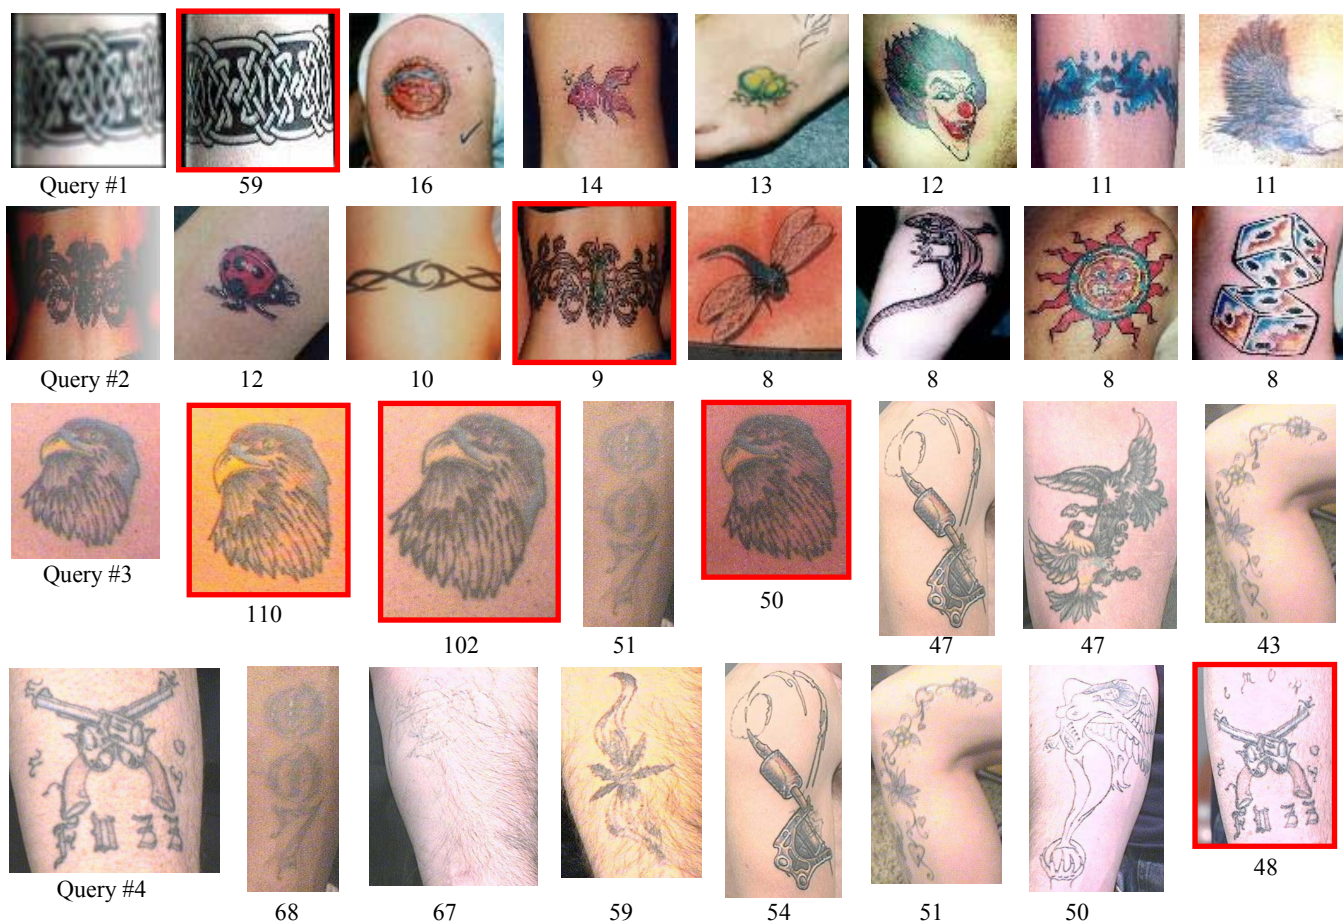 Query #1 59 16 14 13 12 11 11
Query #2 12 10 9 8 8 8 8
Query #3 110 102 51 50 47 47 43
Query #4 68 67 59 54 51 50 48